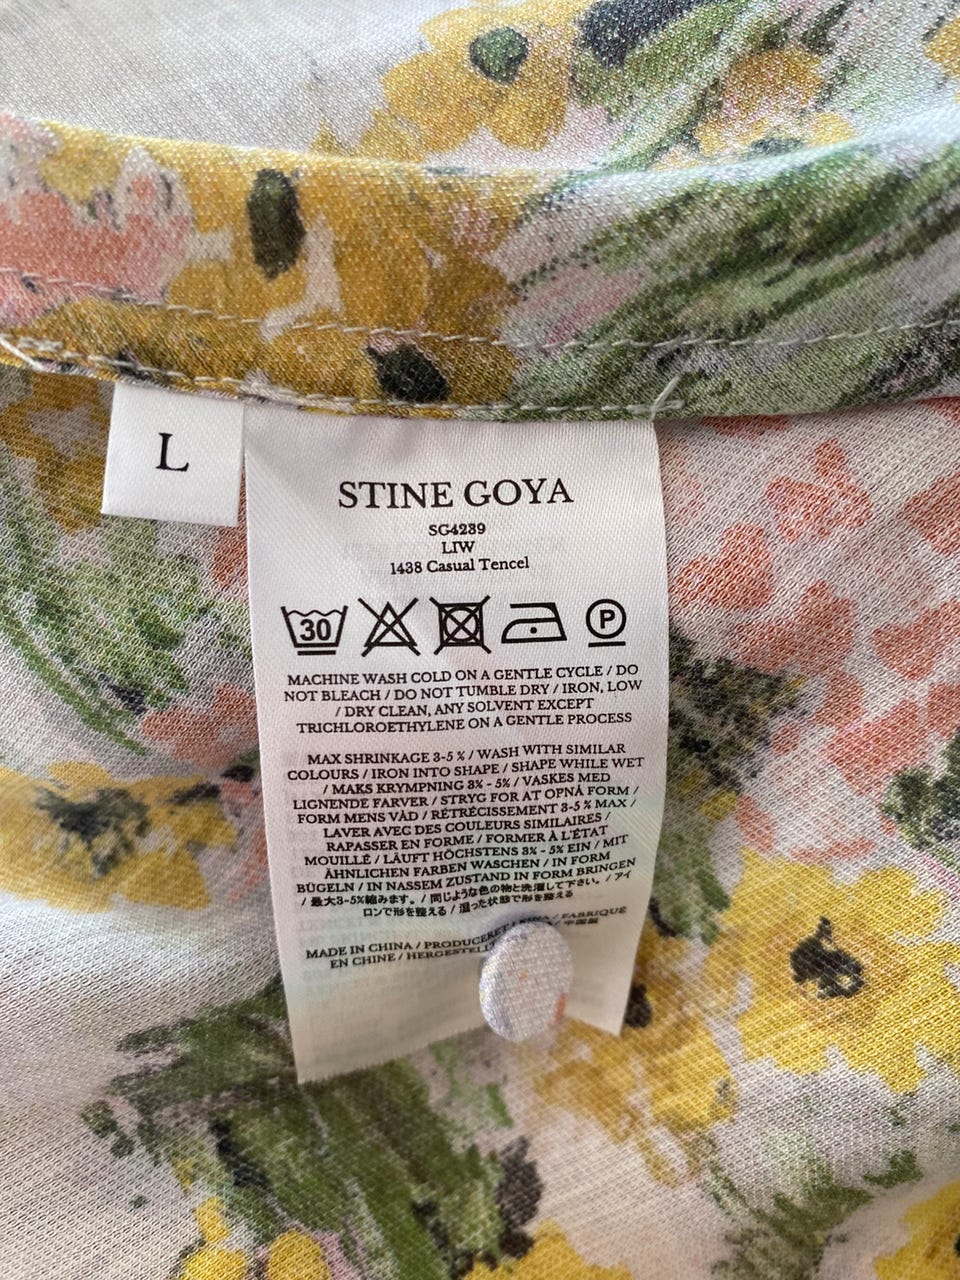 L
STINE GOYA
SG4239
LIW
1438 Casual Tencel
30
P
MACHINE WASH COLD ON A GENTLE CYCLE / DO
NOT BLEACH / DO NOT TUMBLE DRY / IRON, LOW
/ DRY CLEAN, ANY SOLVENT EXCEPT
TRICHLOROETHYLENE ON A GENTLE PROCESS
MAX SHRINKAGE 3-5 % / WASH WITH SIMILAR
COLOURS / IRON INTO SHAPE / SHAPE WHILE WET
/ MAKS KRYMPNING 3% - 5% / VASKES MED
LIGNENDE FARVER / STRYG FOR AT OPNÅ FORM /
FORM MENS VÅD / RÉTRÉCISSEMENT 3-5 % MAX /
LAVER AVEC DES COULEURS SIMILAIRES /
RAPASSER EN FORME / FORMER À L'ÉTAT
MOUILLÉ / LÄUFT HÖCHSTENS 3% - 5% EIN / MIT
ÄHNLICHEN FARBEN WASCHEN / IN FORM
BÜGELN / IN NASSEM ZUSTAND IN FORM BRINGEN
/ 最大3-5%縮みます。/ 同じような色の物と洗濯して下さい。/ アイ
ロンで形を整える / 湿った状態で形を整える /
MADE IN CHINA / PRODUCERET I KINA / FABRIQUÉ
EN CHINE / HERGESTELLT 中国製